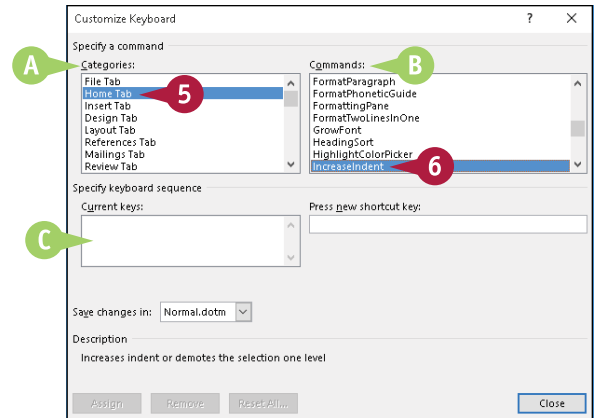 Customize Keyboard ? X
Specify a command
A Categories: B Commands:
File Tab
Home Tab 5
Insert Tab
Design Tab
Layout Tab
References Tab
Mailings Tab
Review Tab
FormatParagraph
FormatPhoneticGuide
FormattingPane
FormatTwoLinesInOne
GrowFont
HeadingSort
HighlightColorPicker
IncreaseIndent 6
Specify keyboard sequence
Current keys: Press new shortcut key:
C
Save changes in: Normal.dotm
Description
Increases indent or demotes the selection one level
Assign Remove Reset All... Close